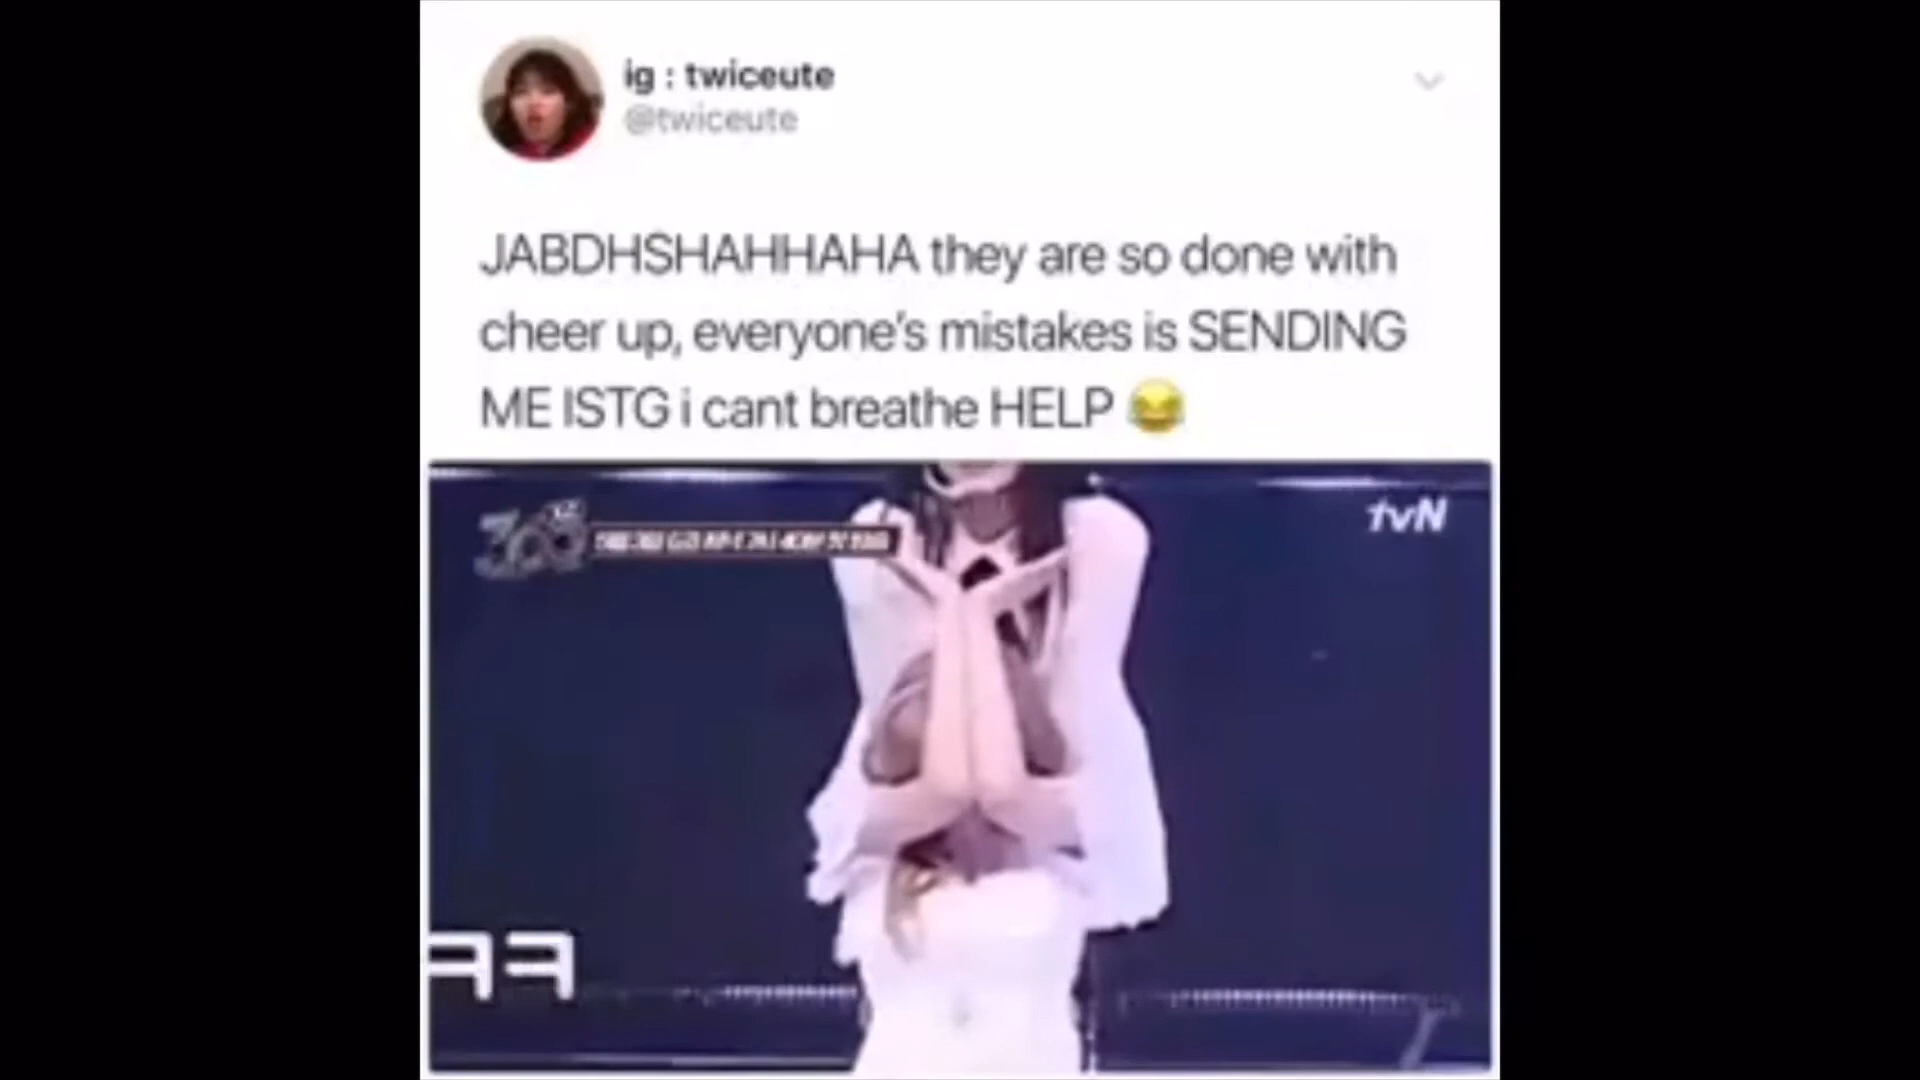 ig : twiceute
@twiceute
JABDHSHAHHAHA they are so done with
cheer up, everyone's mistakes is SENDING
ME ISTG i cant breathe HELP 😂
tvN
ㅋㅋ